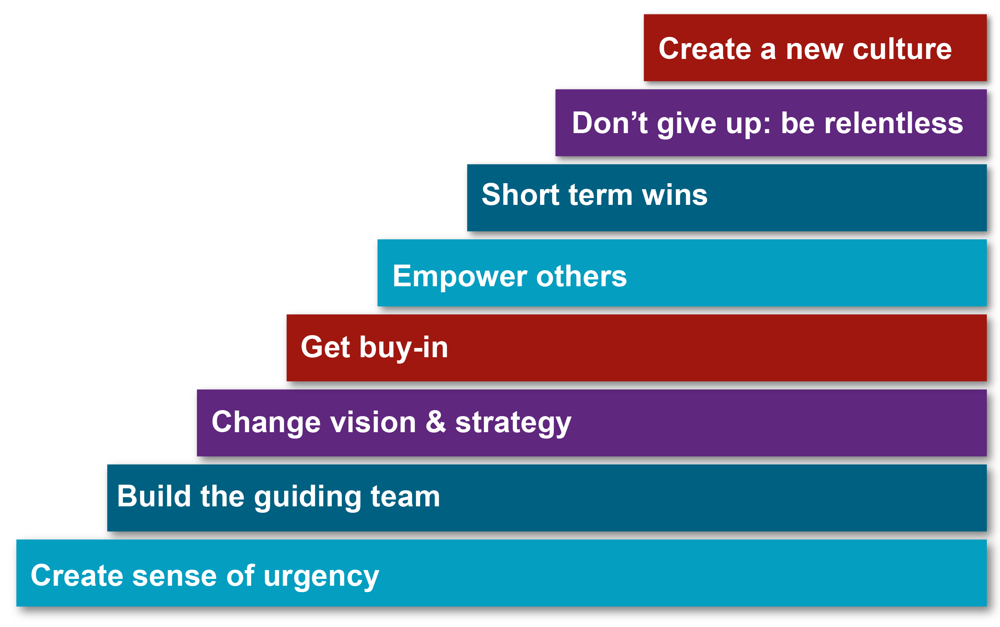 Create a new culture
Don’t give up: be relentless
Short term wins
Empower others
Get buy-in
Change vision & strategy
Build the guiding team
Create sense of urgency